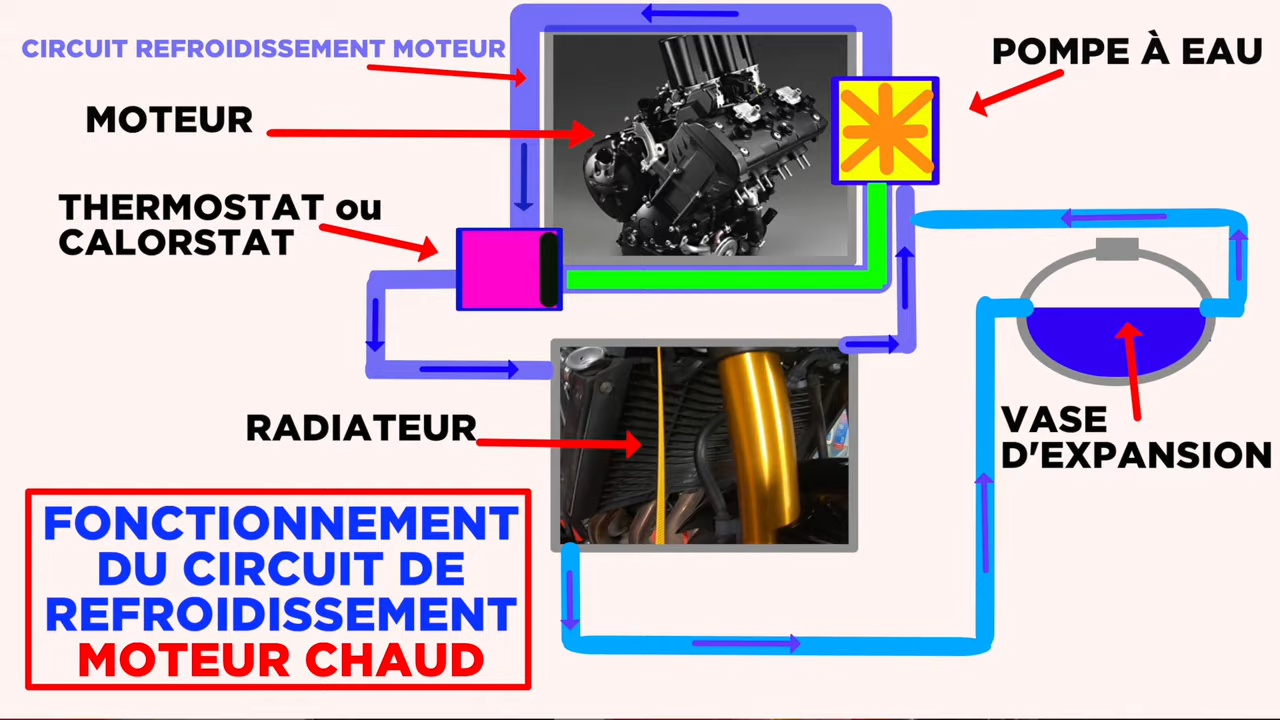 CIRCUIT REFROIDISSEMENT MOTEUR
POMPE À EAU
MOTEUR
THERMOSTAT ou
CALORSTAT
RADIATEUR
VASE
D'EXPANSION
FONCTIONNEMENT
DU CIRCUIT DE
REFROIDISSEMENT
MOTEUR CHAUD